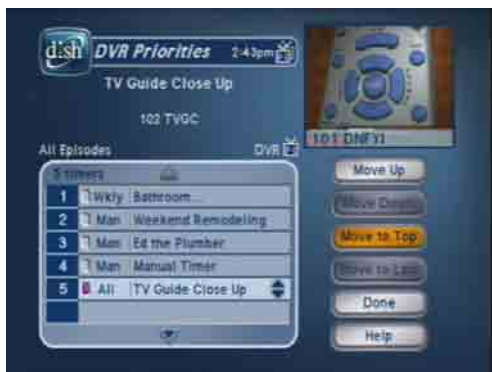 dish DVR Priorities 2:43pm
TV Guide Close Up
102 TVGC
101 DNFYI
All Episodes DVR
5 timers
1 Wkly Bathroom...
2 Man Weekend Remodeling
3 Man Ed the Plumber
4 Man Manual Timer
5 All TV Guide Close Up
Move Up
Move Down
Move to Top
Move to Last
Done
Help